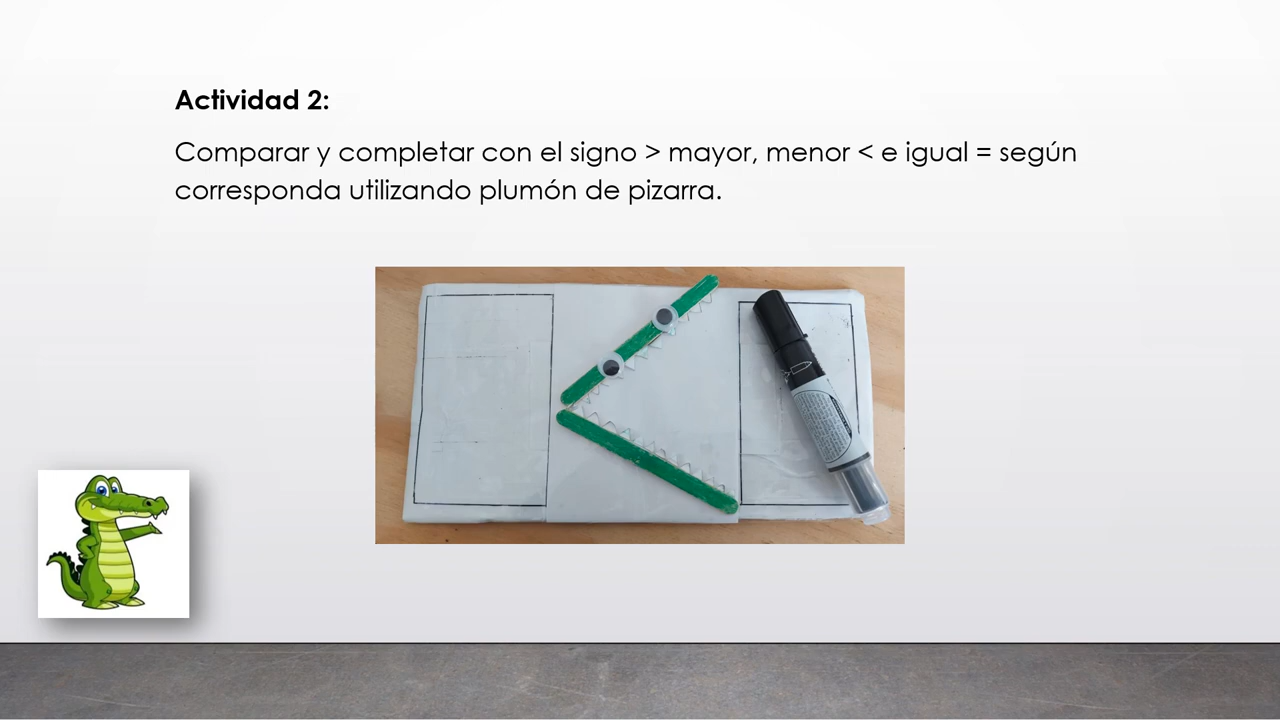 Actividad 2:
Comparar y completar con el signo > mayor, menor < e igual = según
corresponda utilizando plumón de pizarra.